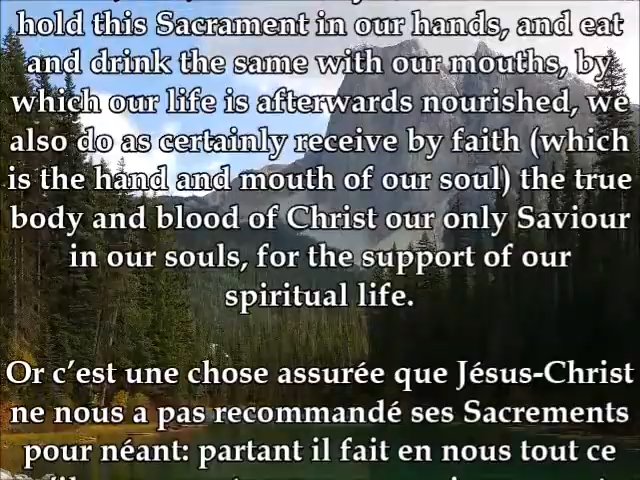 hold this Sacrament in our hands, and eat
and drink the same with our mouths, by
which our life is afterwards nourished, we
also do as certainly receive by faith (which
is the hand and mouth of our soul) the true
body and blood of Christ our only Saviour
in our souls, for the support of our
spiritual life.
Or c’est une chose assurée que Jésus-Christ
ne nous a pas recommandé ses Sacrements
pour néant: partant il fait en nous tout ce